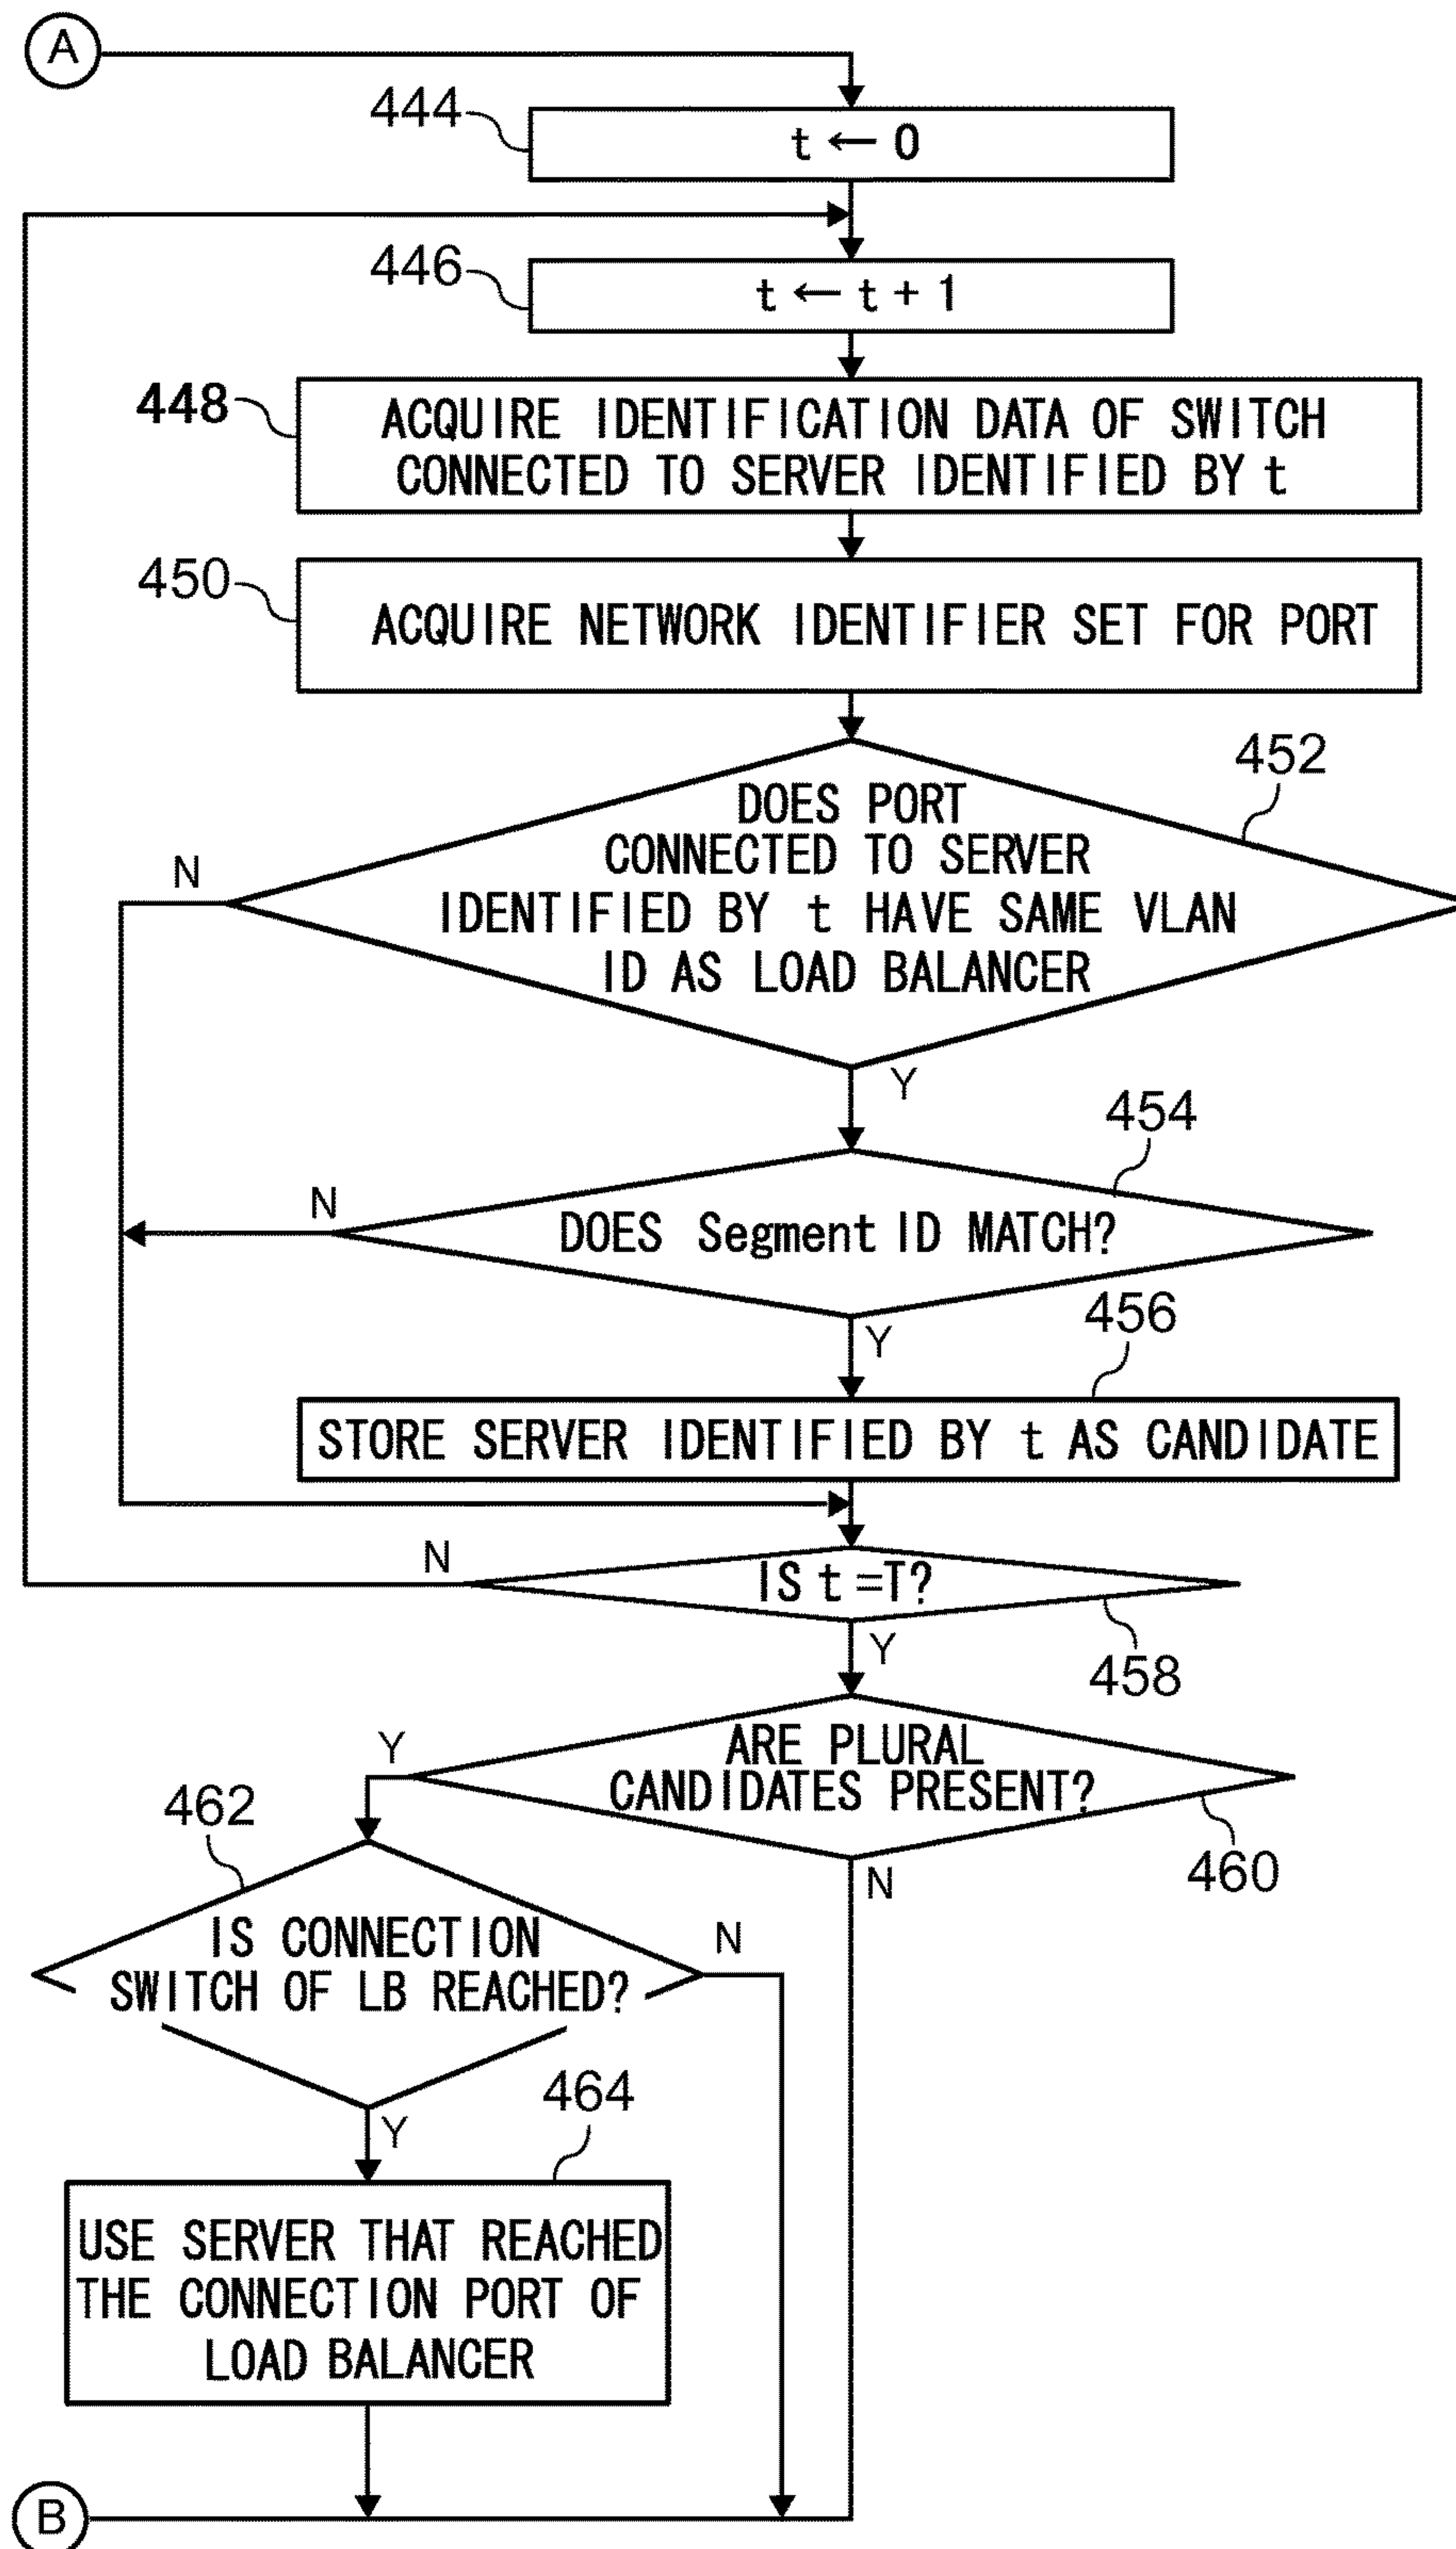 A
444
t ← 0
446
t ← t + 1
448
ACQUIRE IDENTIFICATION DATA OF SWITCH
CONNECTED TO SERVER IDENTIFIED BY t
450
ACQUIRE NETWORK IDENTIFIER SET FOR PORT
452
DOES PORT
CONNECTED TO SERVER
IDENTIFIED BY t HAVE SAME VLAN
ID AS LOAD BALANCER
N
Y
454
N
DOES Segment ID MATCH?
Y
456
STORE SERVER IDENTIFIED BY t AS CANDIDATE
N
IS t =T?
Y
458
Y
ARE PLURAL
CANDIDATES PRESENT?
460
N
462
IS CONNECTION
SWITCH OF LB REACHED?
N
Y
464
USE SERVER THAT REACHED
THE CONNECTION PORT OF
LOAD BALANCER
B